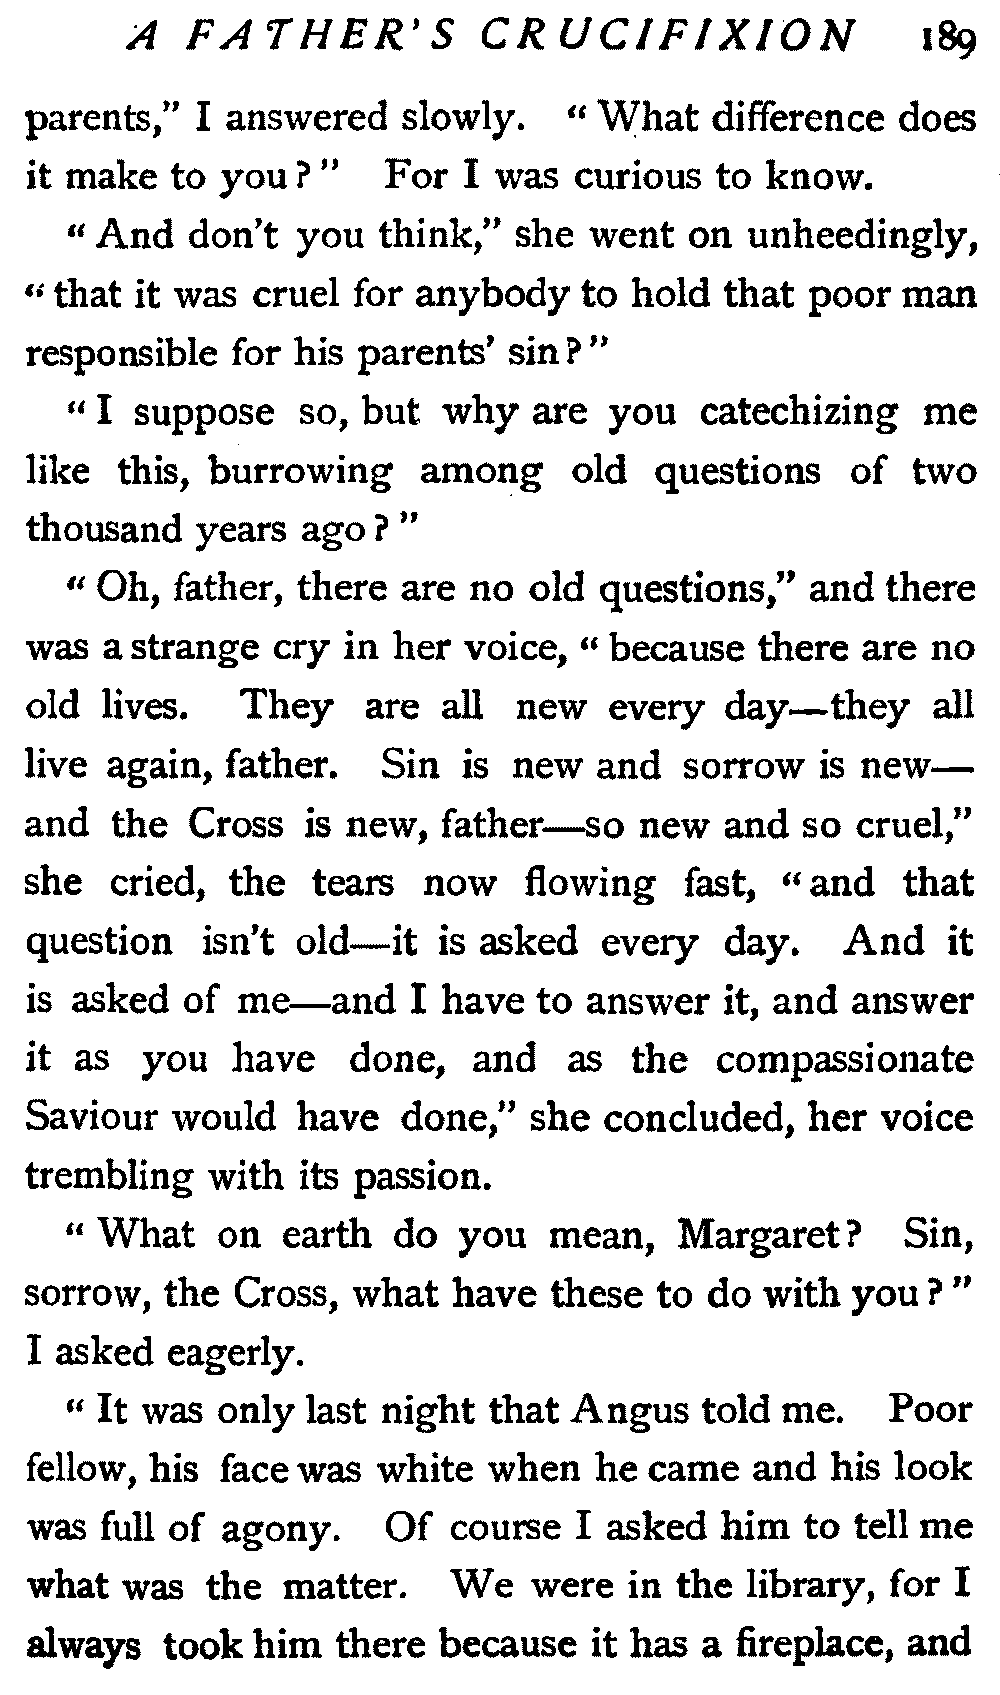 A FATHER'S CRUCIFIXION 189
parents," I answered slowly. "What difference does
it make to you?" For I was curious to know.
"And don't you think," she went on unheedingly,
"that it was cruel for anybody to hold that poor man
responsible for his parents' sin?"
"I suppose so, but why are you catechizing me
like this, burrowing among old questions of two
thousand years ago?"
"Oh, father, there are no old questions," and there
was a strange cry in her voice, "because there are no
old lives. They are all new every day—they all
live again, father. Sin is new and sorrow is new—
and the Cross is new, father—so new and so cruel,"
she cried, the tears now flowing fast, "and that
question isn't old—it is asked every day. And it
is asked of me—and I have to answer it, and answer
it as you have done, and as the compassionate
Saviour would have done," she concluded, her voice
trembling with its passion.
"What on earth do you mean, Margaret? Sin,
sorrow, the Cross, what have these to do with you?"
I asked eagerly.
"It was only last night that Angus told me. Poor
fellow, his face was white when he came and his look
was full of agony. Of course I asked him to tell me
what was the matter. We were in the library, for I
always took him there because it has a fireplace, and